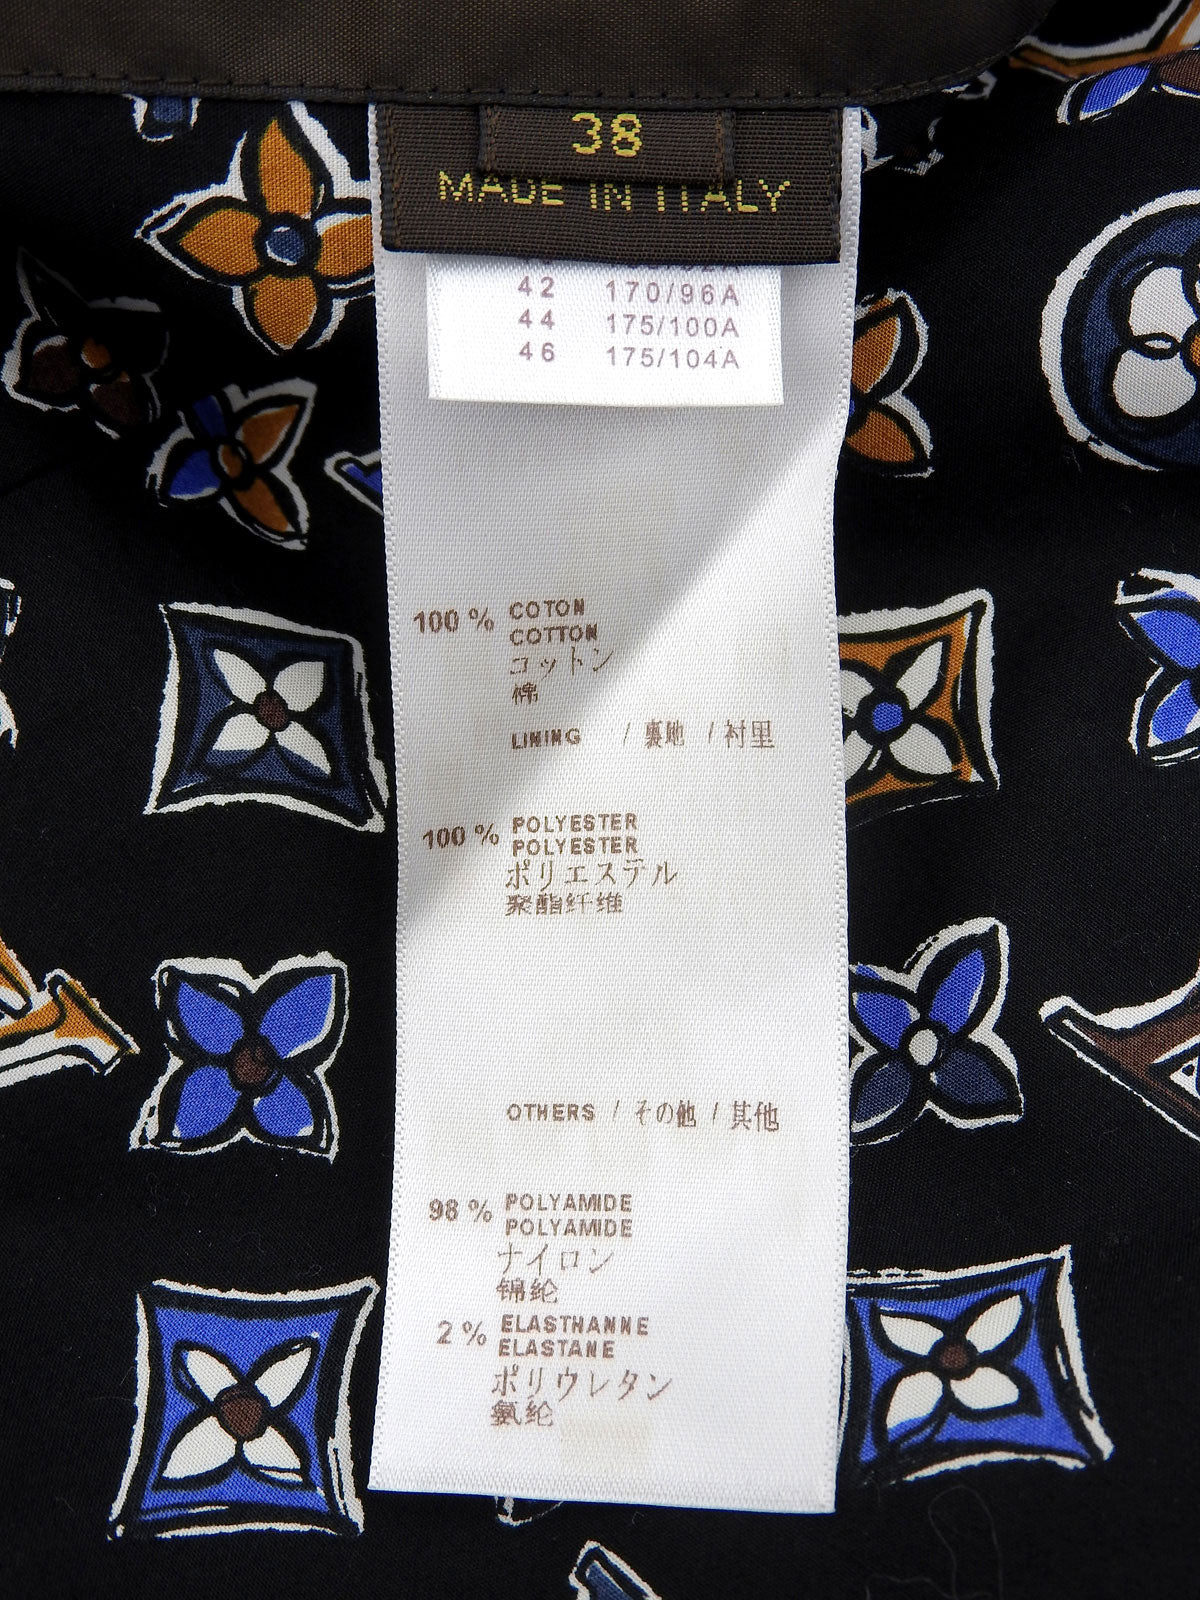 38
MADE IN ITALY
42 170/96A
44 175/100A
46 175/104A
100 % COTON
COTTON
コットン
棉
LINING / 裏地 / 衬里
100 % POLYESTER
POLYESTER
ポリエステル
聚酯纤维
OTHERS / その他 / 其他
98 % POLYAMIDE
POLYAMIDE
ナイロン
锦纶
2 % ELASTHANNE
ELASTANE
ポリウレタン
氨纶